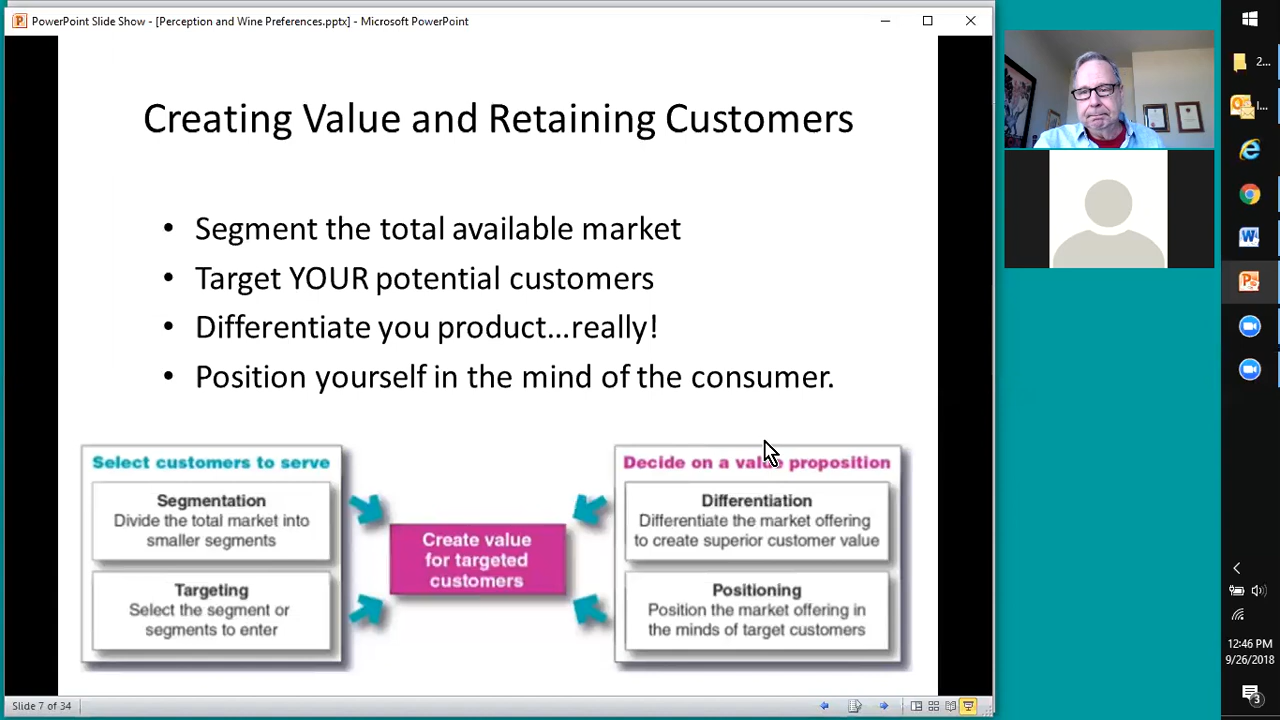 PowerPoint Slide Show - [Perception and Wine Preferences.pptx] - Microsoft PowerPoint
Creating Value and Retaining Customers
• Segment the total available market
• Target YOUR potential customers
• Differentiate you product...really!
• Position yourself in the mind of the consumer.
Select customers to serve
Segmentation
Divide the total market into
smaller segments
Targeting
Select the segment or
segments to enter
Create value
for targeted
customers
Decide on a value proposition
Differentiation
Differentiate the market offering
to create superior customer value
Positioning
Position the market offering in
the minds of target customers
Slide 7 of 34
2...
I...
12:46 PM
9/26/2018
3